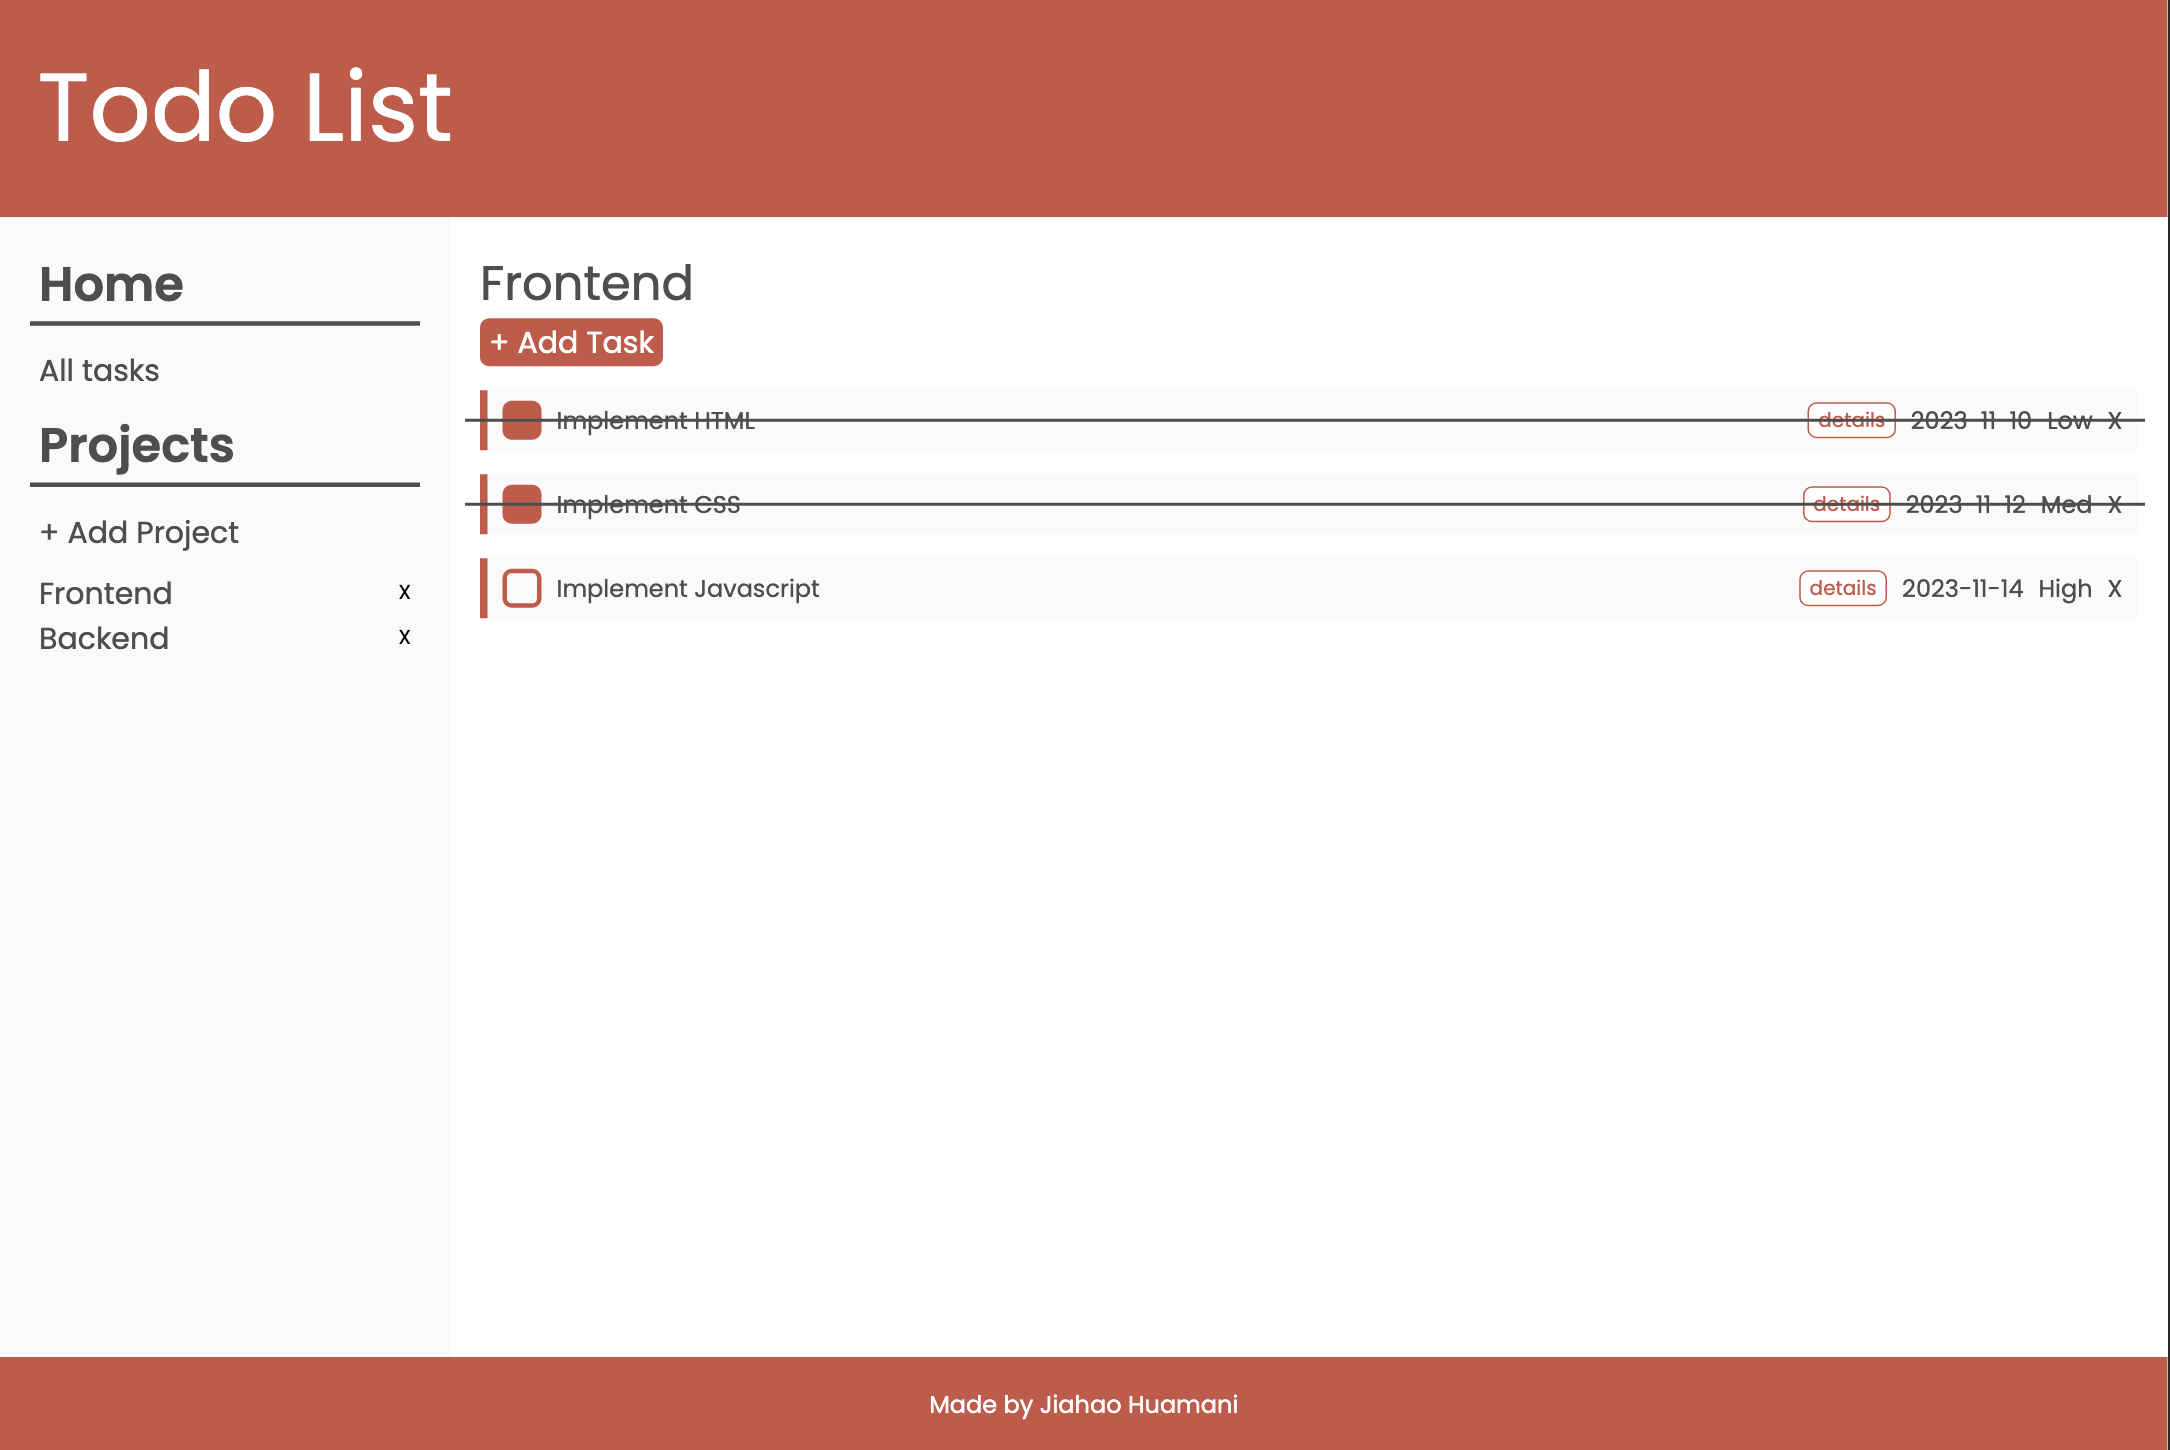 Todo List
Home
All tasks
Projects
+ Add Project
Frontend x
Backend x
Frontend
+ Add Task
Implement HTML details 2023-11-10 Low X
Implement CSS details 2023-11-12 Med X
Implement Javascript details 2023-11-14 High X
Made by Jiahao Huamani